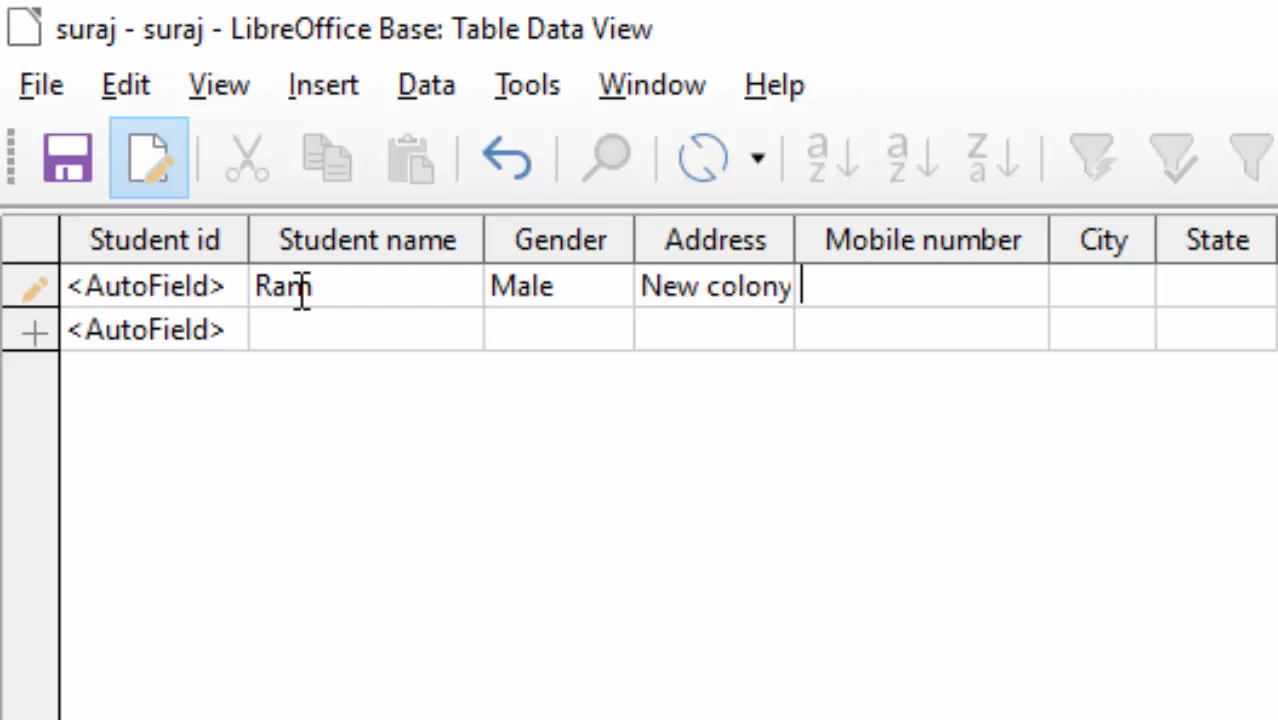 suraj - suraj - LibreOffice Base: Table Data View
File Edit View Insert Data Tools Window Help
a z a z Z a
Student id Student name Gender Address Mobile number City State
<AutoField> Ram Male New colony
<AutoField>